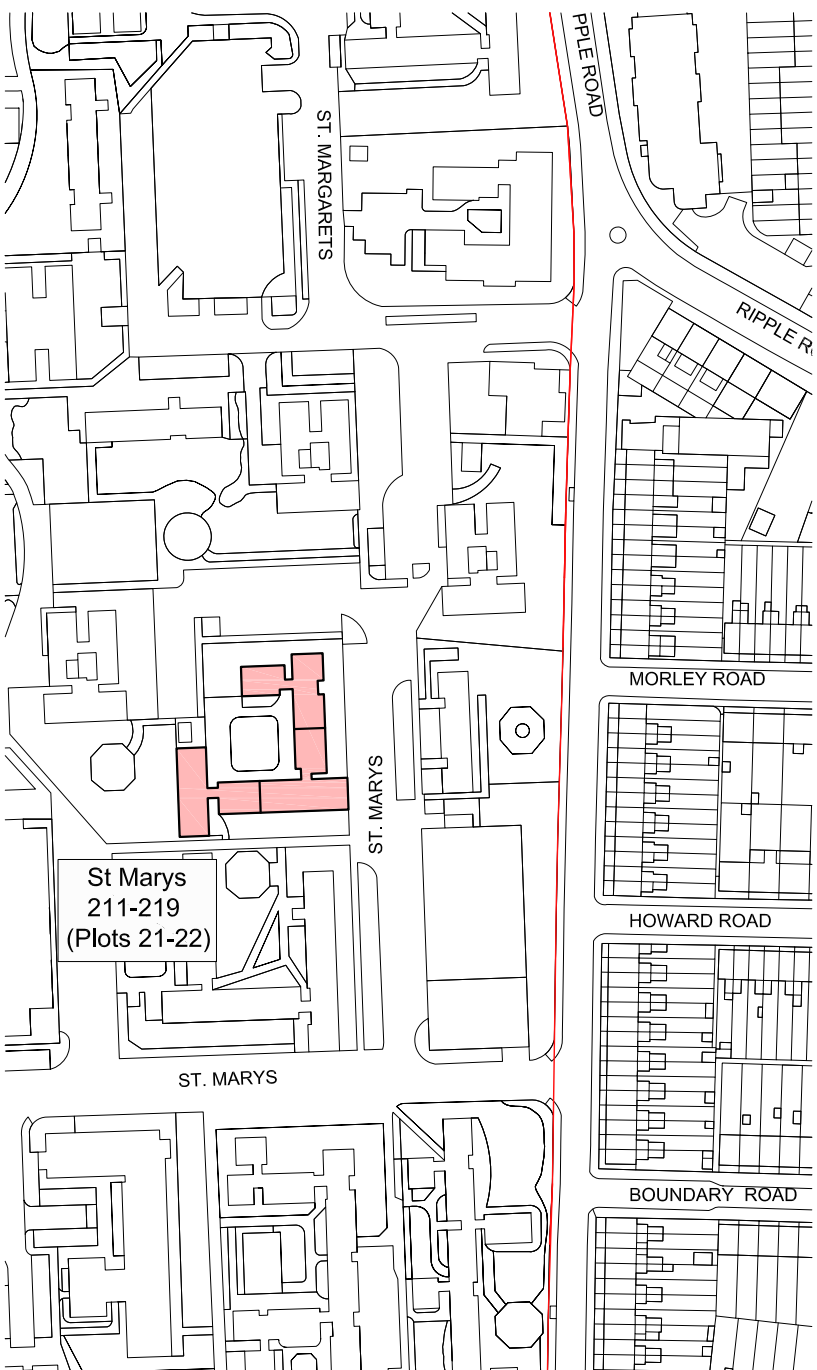 PPLE ROAD
ST. MARGARETS
RIPPLE R
MORLEY ROAD
ST. MARYS
St Marys
211-219
(Plots 21-22)
HOWARD ROAD
ST. MARYS
BOUNDARY ROAD